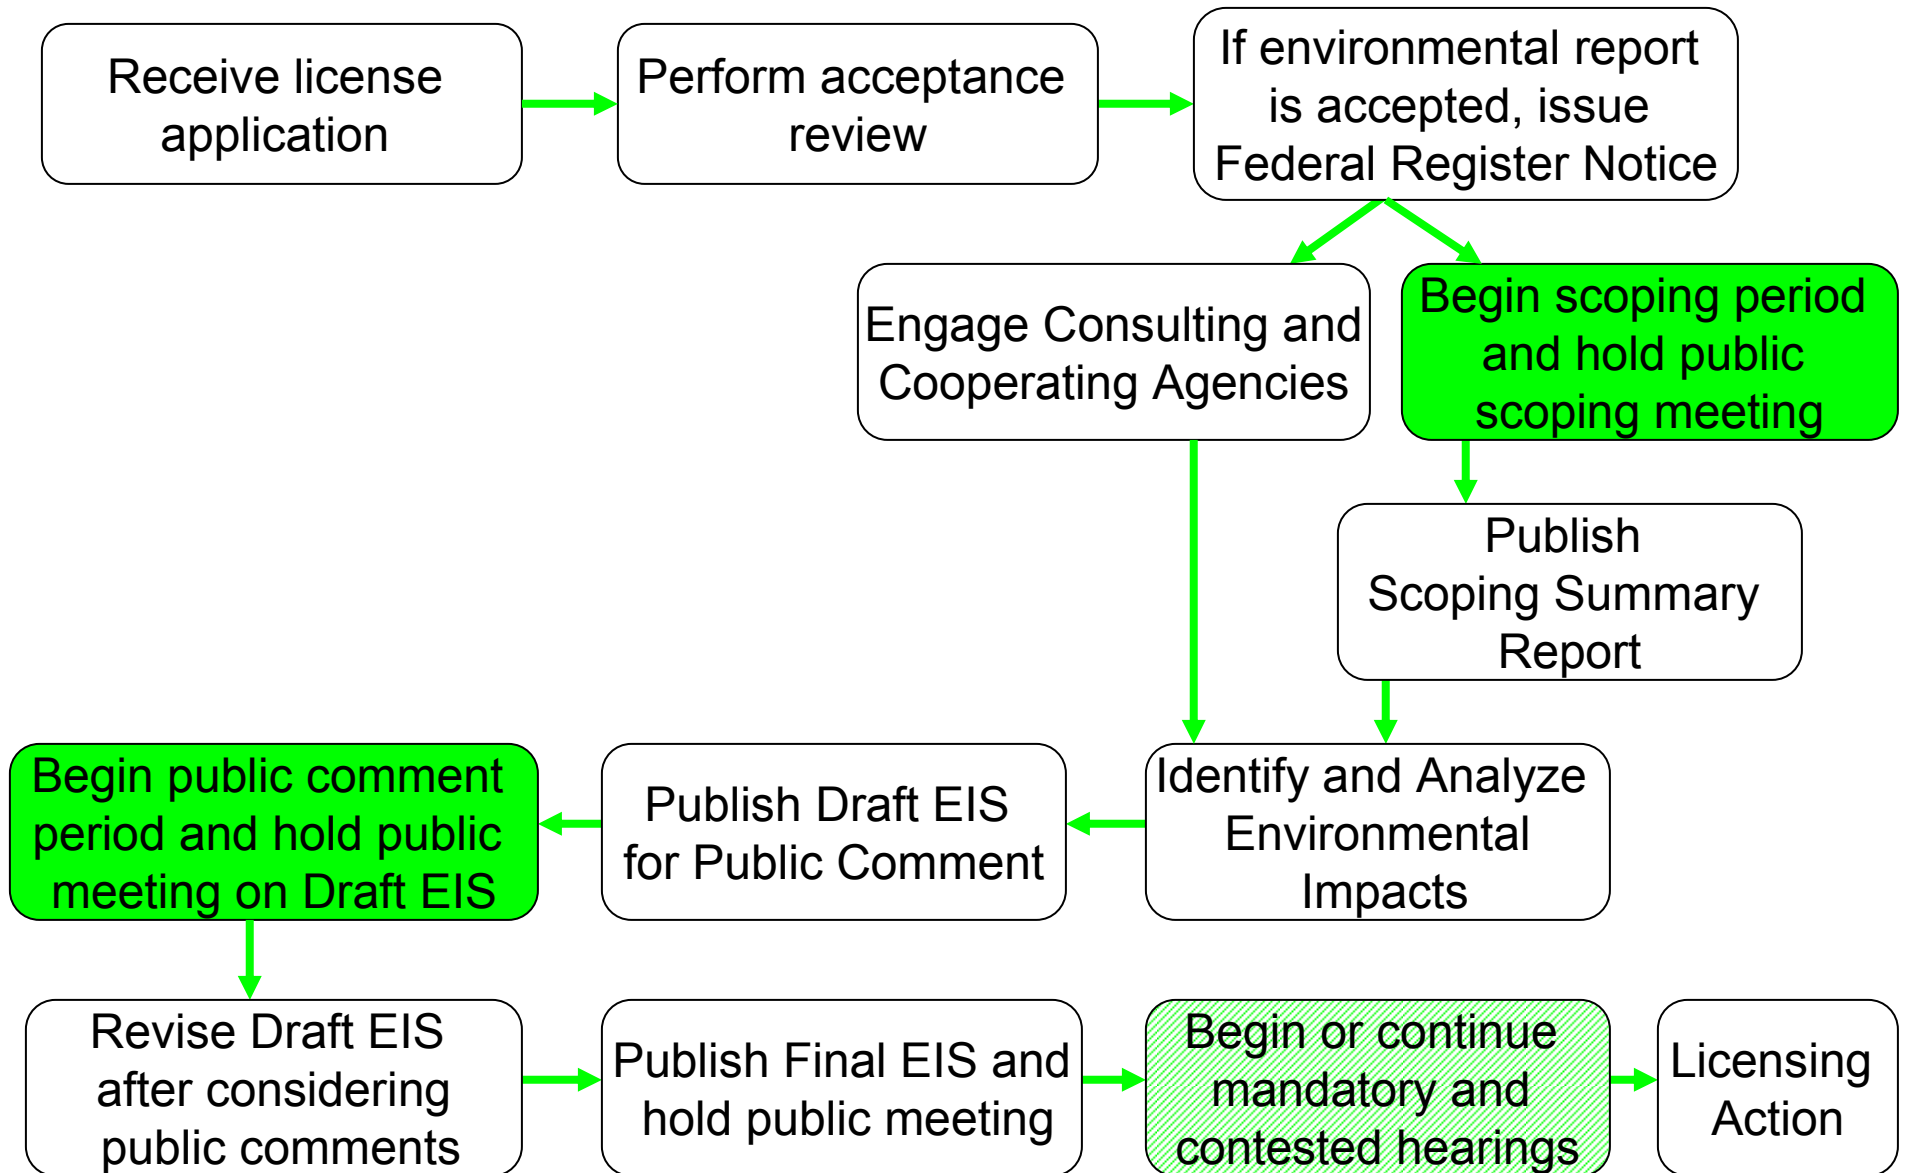 Receive license
application
Perform acceptance
review
If environmental report
is accepted, issue
Federal Register Notice
Engage Consulting and
Cooperating Agencies
Begin scoping period
and hold public
scoping meeting
Publish
Scoping Summary
Report
Identify and Analyze
Environmental
Impacts
Publish Draft EIS
for Public Comment
Begin public comment
period and hold public
meeting on Draft EIS
Revise Draft EIS
after considering
public comments
Publish Final EIS and
hold public meeting
Begin or continue
mandatory and
contested hearings
Licensing
Action